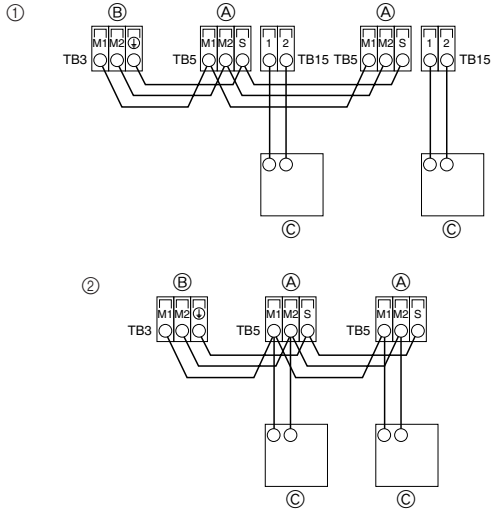 ① Ⓑ Ⓐ Ⓐ
M1 M2 ⏚ M1 M2 S 1 2 M1 M2 S 1 2
TB3 TB5 TB15 TB5 TB15
Ⓒ Ⓒ
② Ⓑ Ⓐ Ⓐ
M1 M2 ⏚ M1 M2 S M1 M2 S
TB3 TB5 TB5
Ⓒ Ⓒ